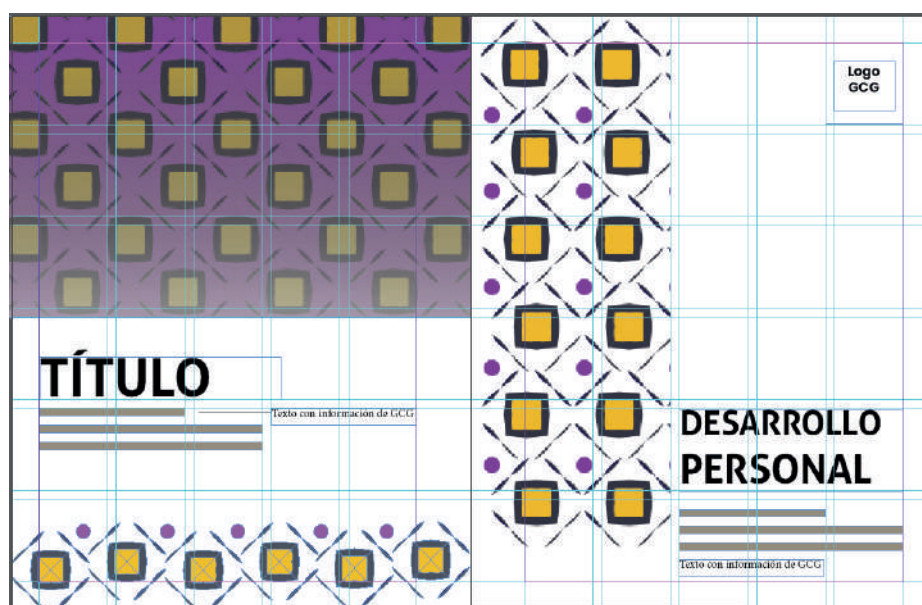 TÍTULO
Texto con información de GCG
Logo
GCG
DESARROLLO
PERSONAL
Texto con información de GCG